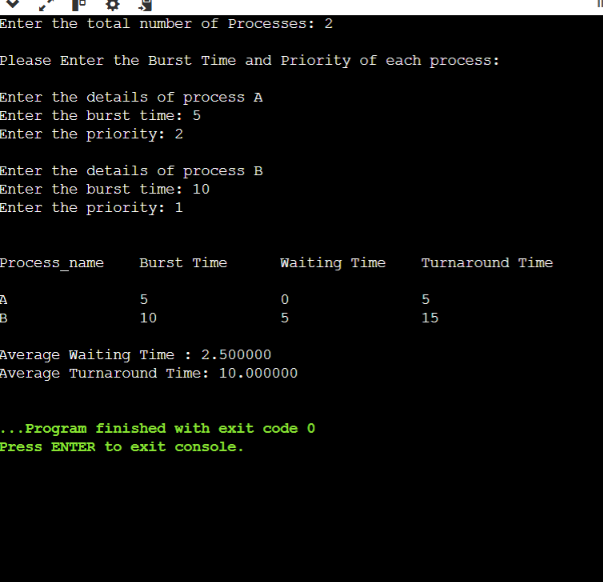 Enter the total number of Processes: 2
Please Enter the Burst Time and Priority of each process:
Enter the details of process A
Enter the burst time: 5
Enter the priority: 2
Enter the details of process B
Enter the burst time: 10
Enter the priority: 1
Process_name    Burst Time      Waiting Time    Turnaround Time
A               5               0               5
B               10              5               15
Average Waiting Time : 2.500000
Average Turnaround Time: 10.000000
...Program finished with exit code 0
Press ENTER to exit console.